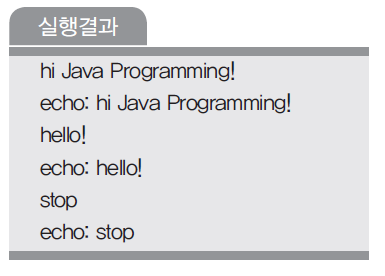 실행결과
hi Java Programming!
echo: hi Java Programming!
hello!
echo: hello!
stop
echo: stop